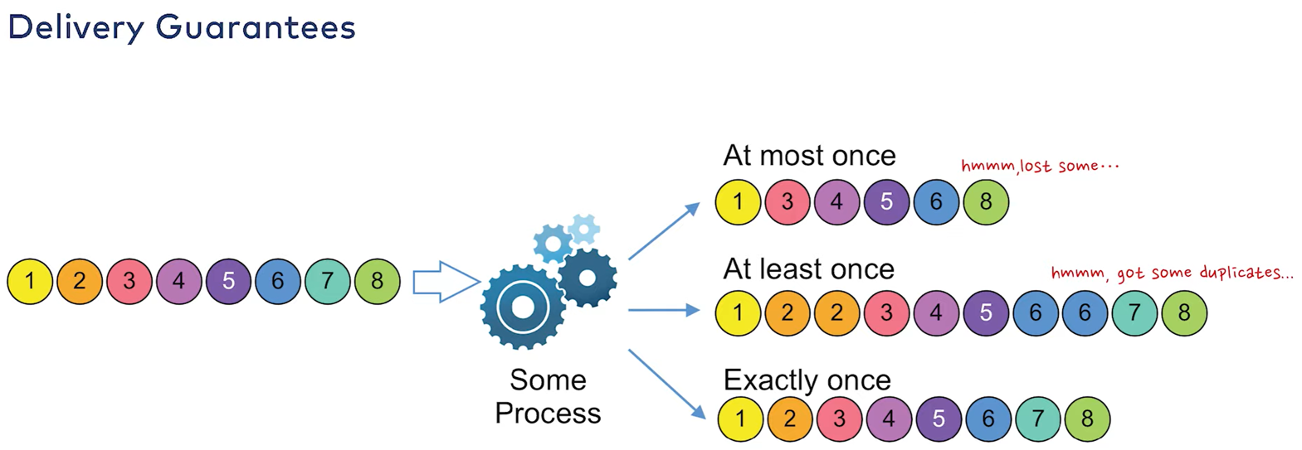 Delivery Guarantees
1 2 3 4 5 6 7 8
Some
Process
At most once
hmmm,lost some...
1 3 4 5 6 8
At least once
hmmm, got some duplicates...
1 2 2 3 4 5 6 6 7 8
Exactly once
1 2 3 4 5 6 7 8